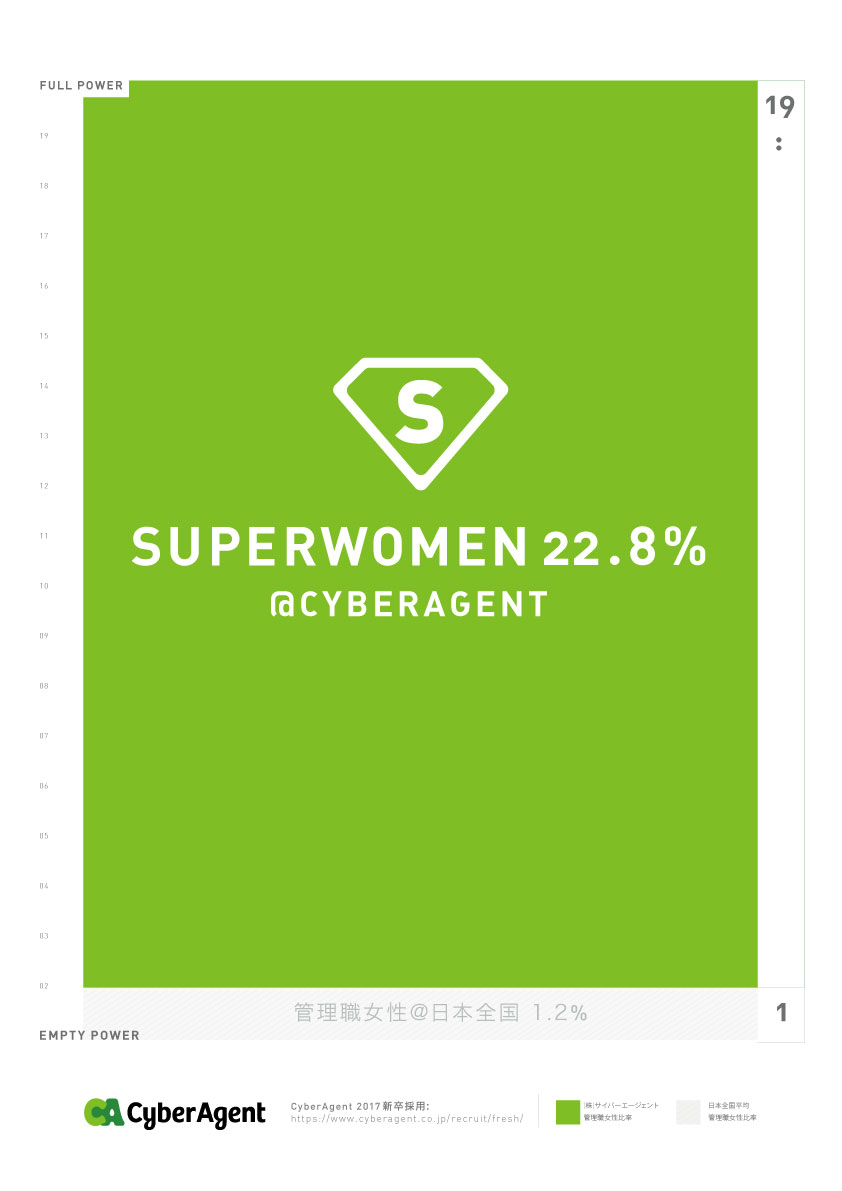 FULL POWER
19
:
19
18
17
16
15
14
13
12
11
10
09
08
07
06
05
04
03
02
S
SUPERWOMEN 22.8%
@CYBERAGENT
管理職女性@日本全国 1.2%
1
EMPTY POWER
CA CyberAgent
CyberAgent 2017 新卒採用:
https://www.cyberagent.co.jp/recruit/fresh/
(株)サイバーエージェント
管理職女性比率
日本全国平均
管理職女性比率